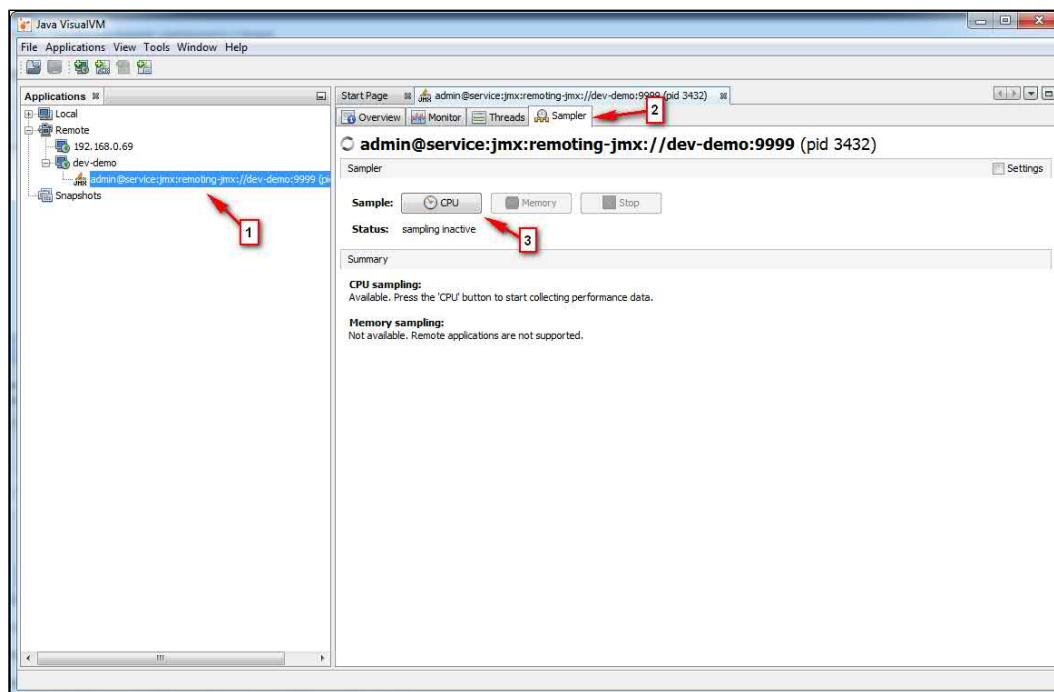 Java VisualVM
File Applications View Tools Window Help
Applications
Local
Remote
192.168.0.69
dev-demo
admin@service:jmx:remoting-jmx://dev-demo:9999 (pi
Snapshots
1
Start Page admin@service:jmx:remoting-jmx://dev-demo:9999 (pid 3432)
Overview Monitor Threads Sampler
2
admin@service:jmx:remoting-jmx://dev-demo:9999 (pid 3432)
Sampler Settings
Sample: CPU Memory Stop
Status: sampling inactive
3
Summary
CPU sampling:
Available. Press the 'CPU' button to start collecting performance data.
Memory sampling:
Not available. Remote applications are not supported.